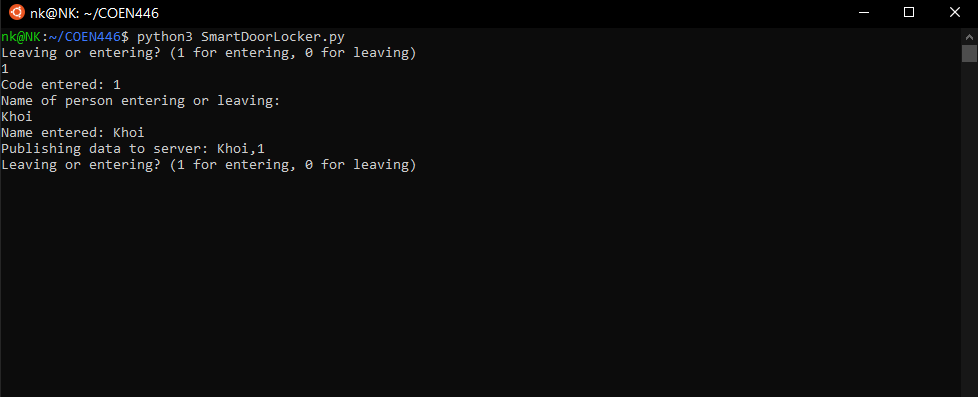 nk@NK: ~/COEN446
nk@NK:~/COEN446$ python3 SmartDoorLocker.py
Leaving or entering? (1 for entering, 0 for leaving)
1
Code entered: 1
Name of person entering or leaving:
Khoi
Name entered: Khoi
Publishing data to server: Khoi,1
Leaving or entering? (1 for entering, 0 for leaving)